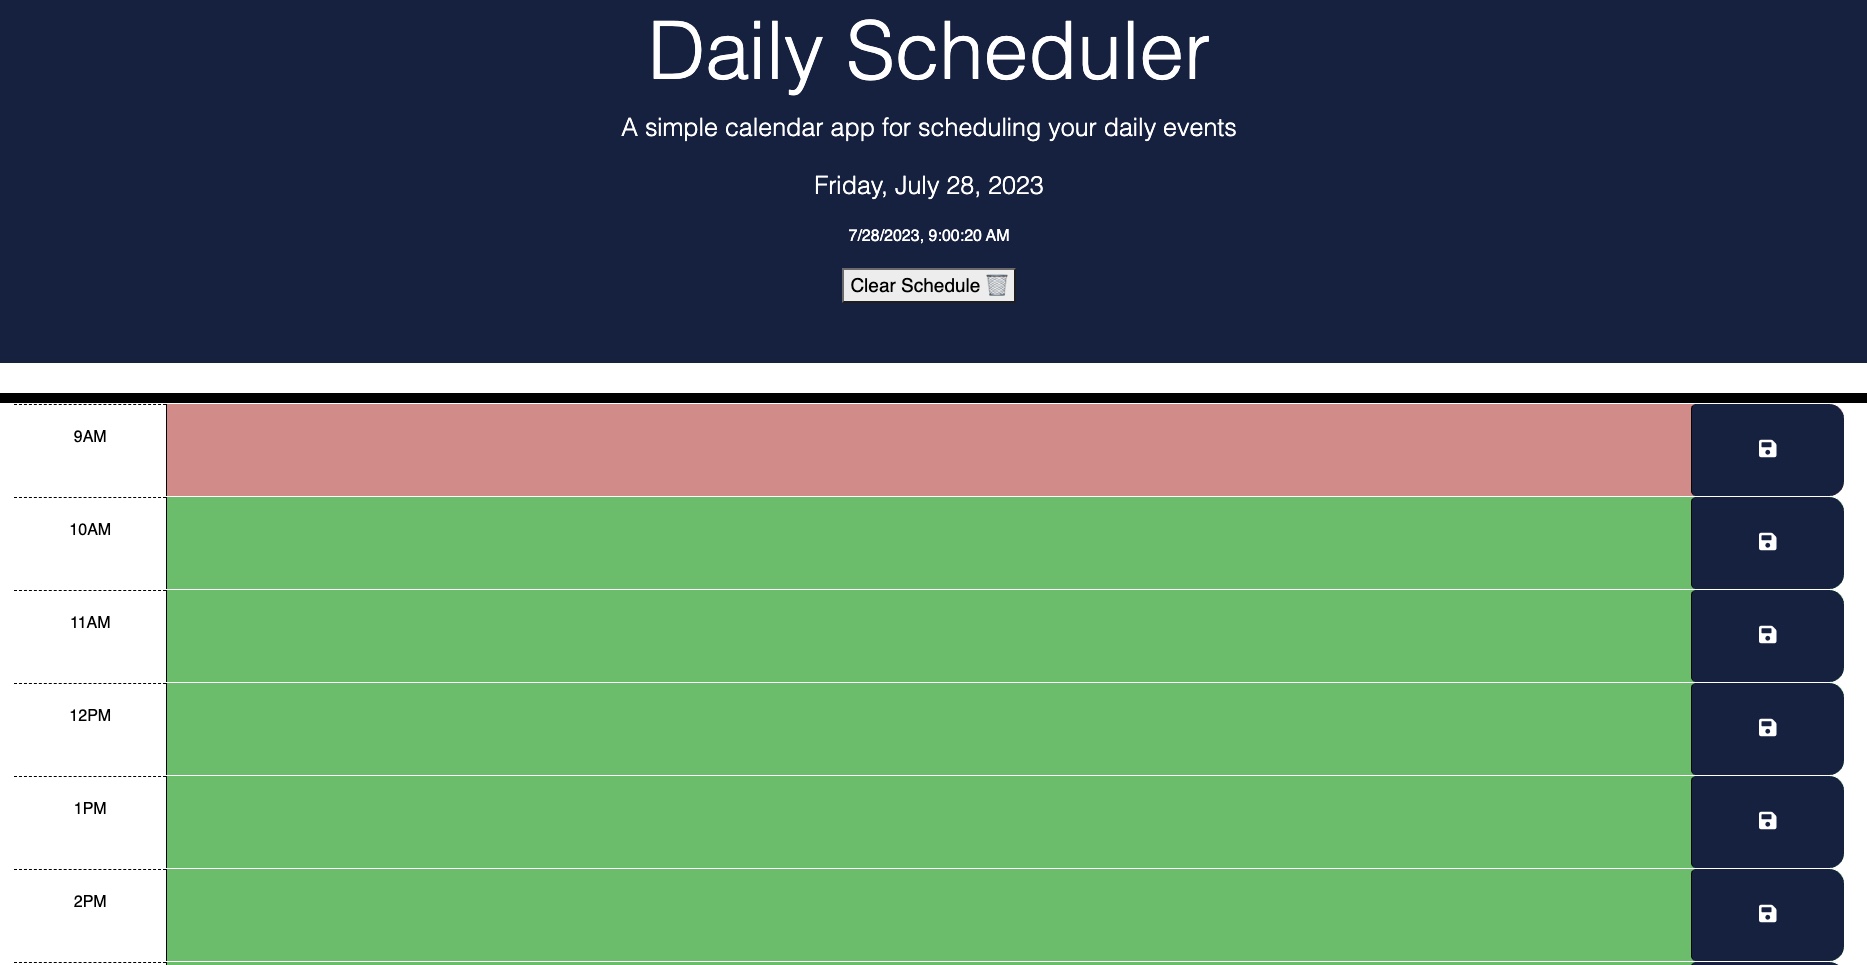 Daily Scheduler
A simple calendar app for scheduling your daily events
Friday, July 28, 2023
7/28/2023, 9:00:20 AM
Clear Schedule
9AM
10AM
11AM
12PM
1PM
2PM